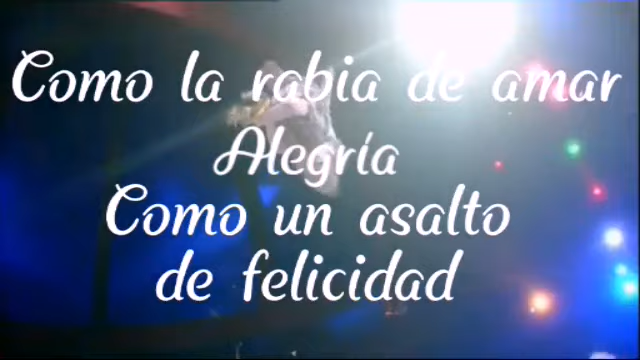 Como la rabia de amar
Alegría
Como un asalto
de felicidad